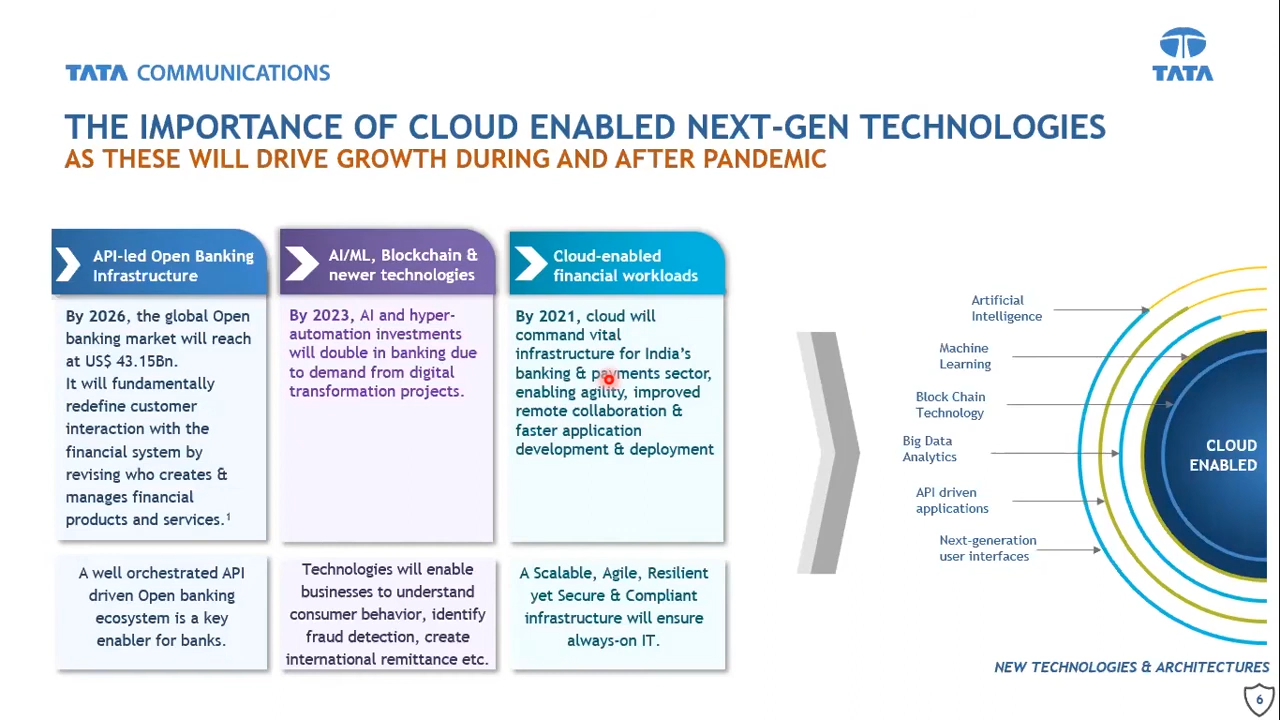 TATA COMMUNICATIONS
TATA
THE IMPORTANCE OF CLOUD ENABLED NEXT-GEN TECHNOLOGIES
AS THESE WILL DRIVE GROWTH DURING AND AFTER PANDEMIC
API-led Open Banking
Infrastructure
By 2026, the global Open
banking market will reach
at US$ 43.15Bn.
It will fundamentally
redefine customer
interaction with the
financial system by
revising who creates &
manages financial
products and services.¹
A well orchestrated API
driven Open banking
ecosystem is a key
enabler for banks.
AI/ML, Blockchain &
newer technologies
By 2023, AI and hyper-
automation investments
will double in banking due
to demand from digital
transformation projects.
Technologies will enable
businesses to understand
consumer behavior, identify
fraud detection, create
international remittance etc.
Cloud-enabled
financial workloads
By 2021, cloud will
command vital
infrastructure for India's
banking & payments sector,
enabling agility, improved
remote collaboration &
faster application
development & deployment
A Scalable, Agile, Resilient
yet Secure & Compliant
infrastructure will ensure
always-on IT.
Artificial
Intelligence
Machine
Learning
Block Chain
Technology
Big Data
Analytics
API driven
applications
Next-generation
user interfaces
CLOUD
ENABLED
NEW TECHNOLOGIES & ARCHITECTURES
6